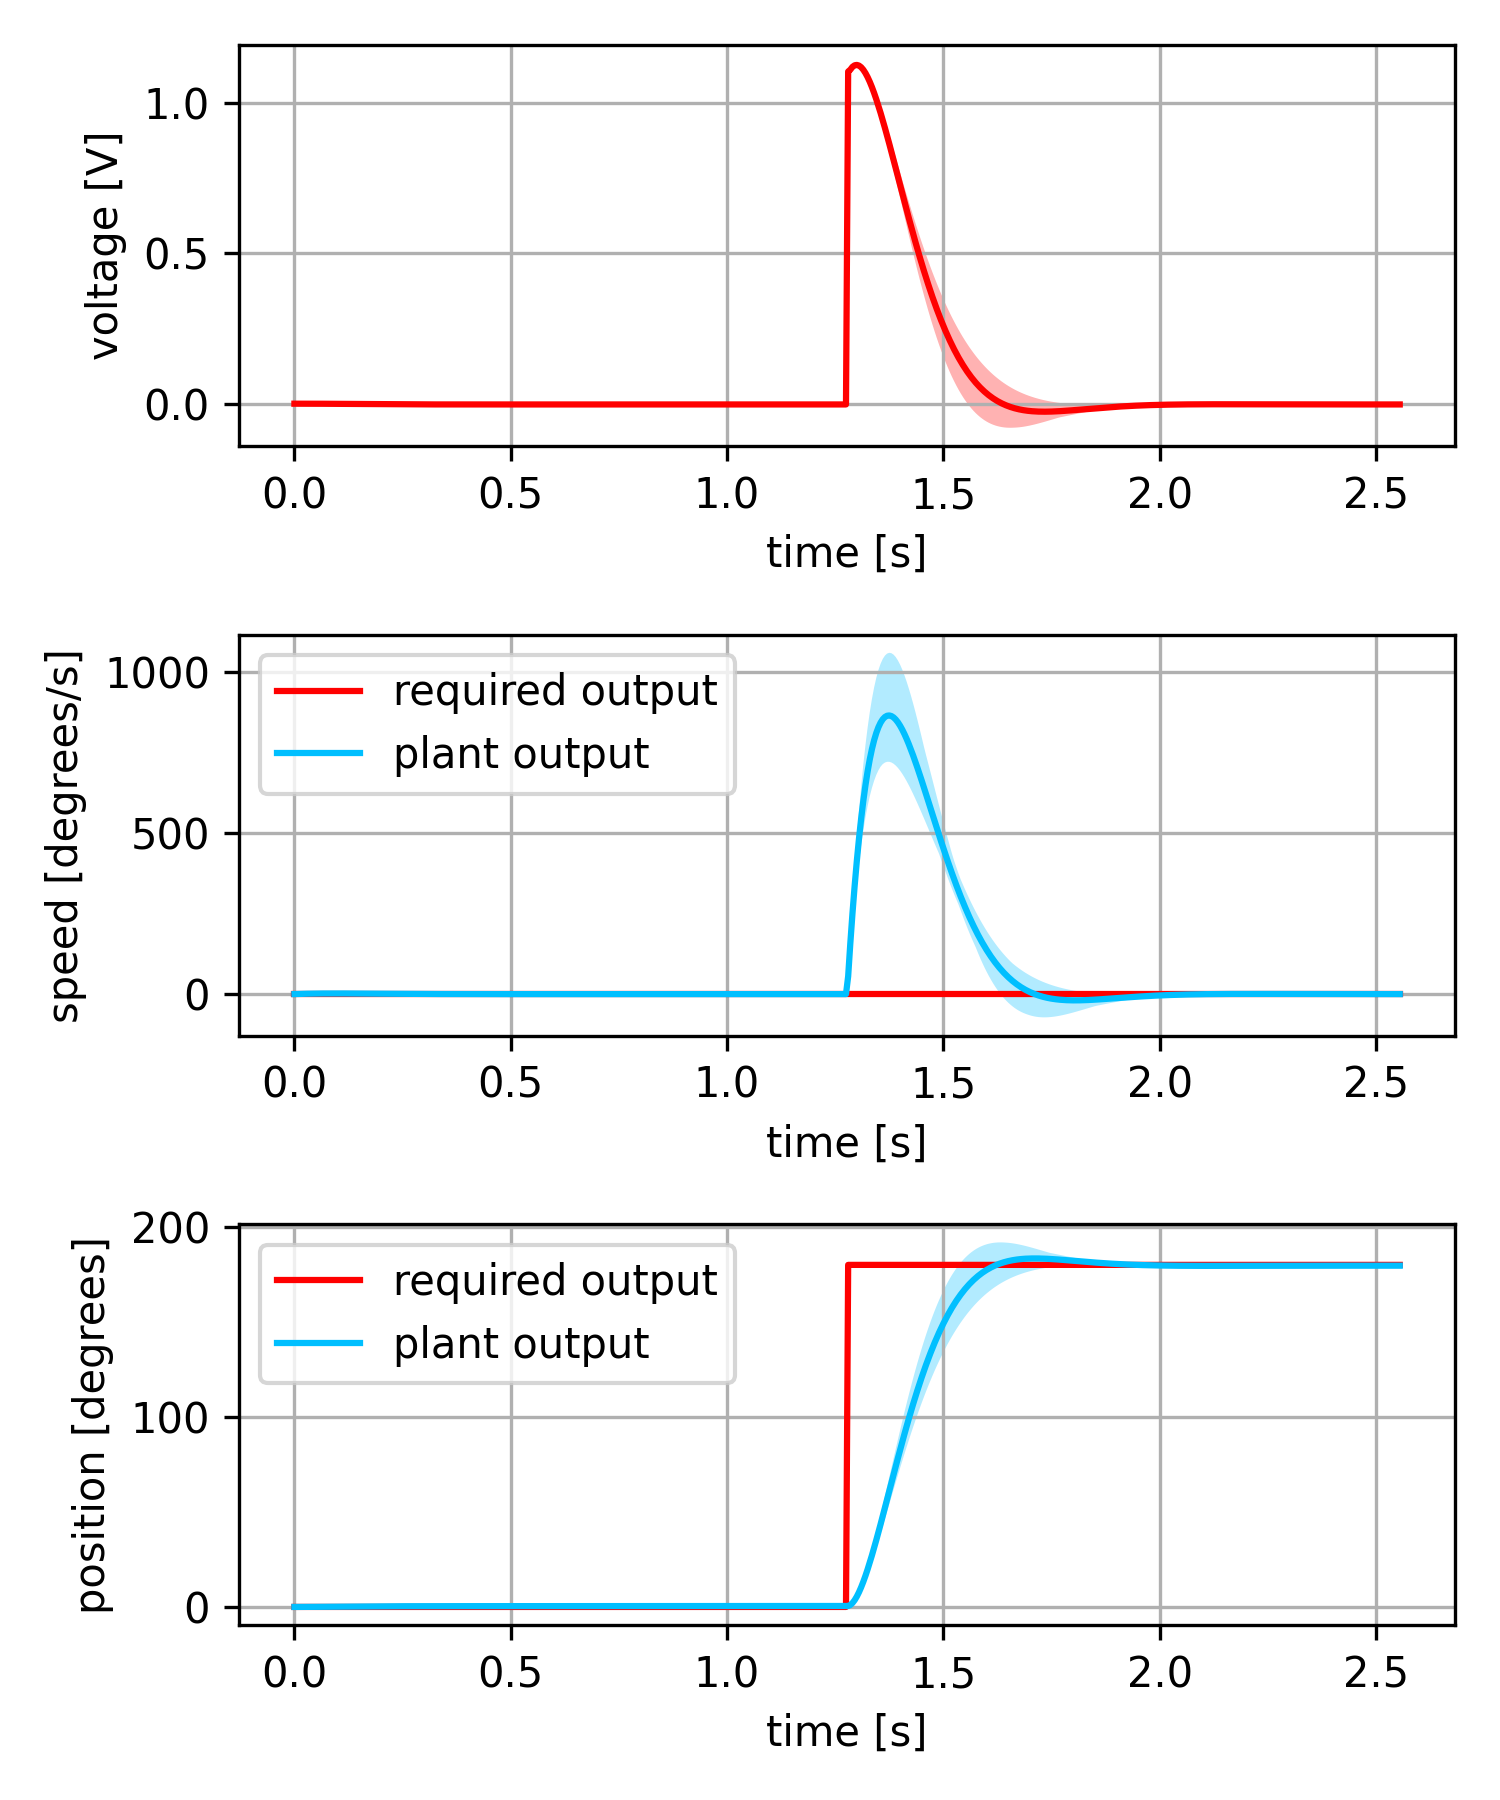 voltage [V]
1.0
0.5
0.0
0.0 0.5 1.0 1.5 2.0 2.5
time [s]
speed [degrees/s]
1000
500
0
required output
plant output
0.0 0.5 1.0 1.5 2.0 2.5
time [s]
position [degrees]
200
100
0
required output
plant output
0.0 0.5 1.0 1.5 2.0 2.5
time [s]